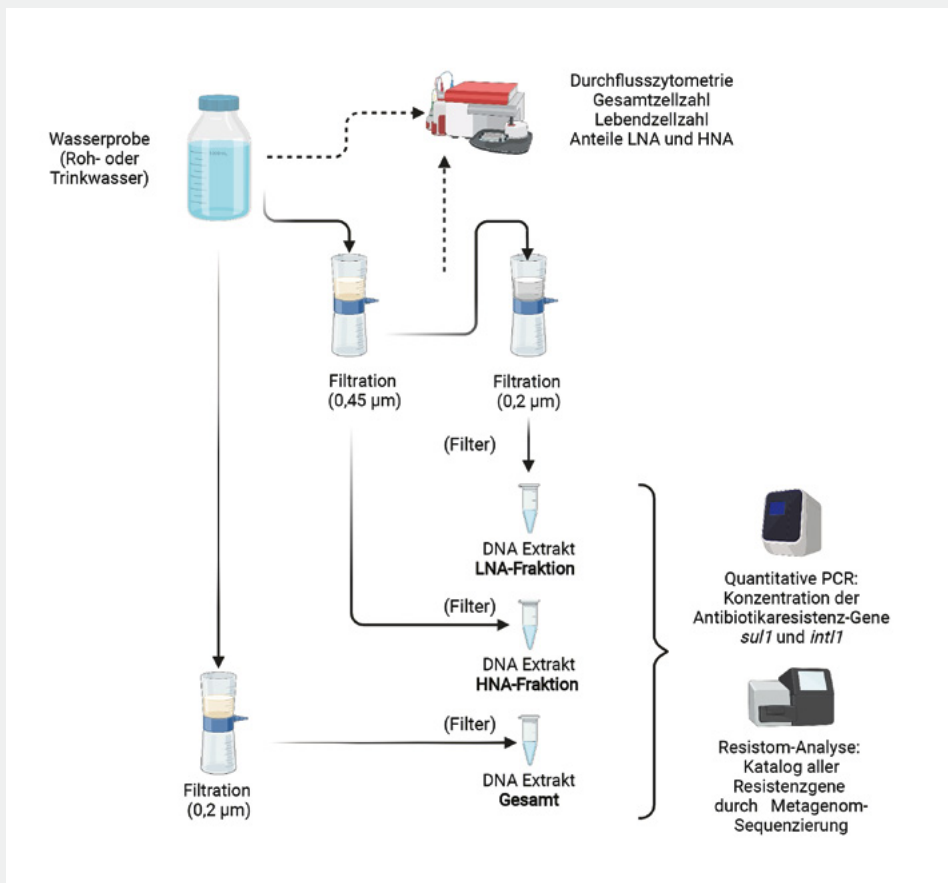 Durchflusszytometrie
Gesamtzellzahl
Lebendzellzahl
Anteile LNA und HNA
Wasserprobe
(Roh- oder
Trinkwasser)
Filtration
(0,45 µm)
Filtration
(0,2 µm)
(Filter)
DNA Extrakt
LNA-Fraktion
(Filter)
DNA Extrakt
HNA-Fraktion
(Filter)
DNA Extrakt
Gesamt
Filtration
(0,2 µm)
Quantitative PCR:
Konzentration der
Antibiotikaresistenz-Gene
sul1 und intl1
Resistom-Analyse:
Katalog aller
Resistenzgene
durch Metagenom-
Sequenzierung